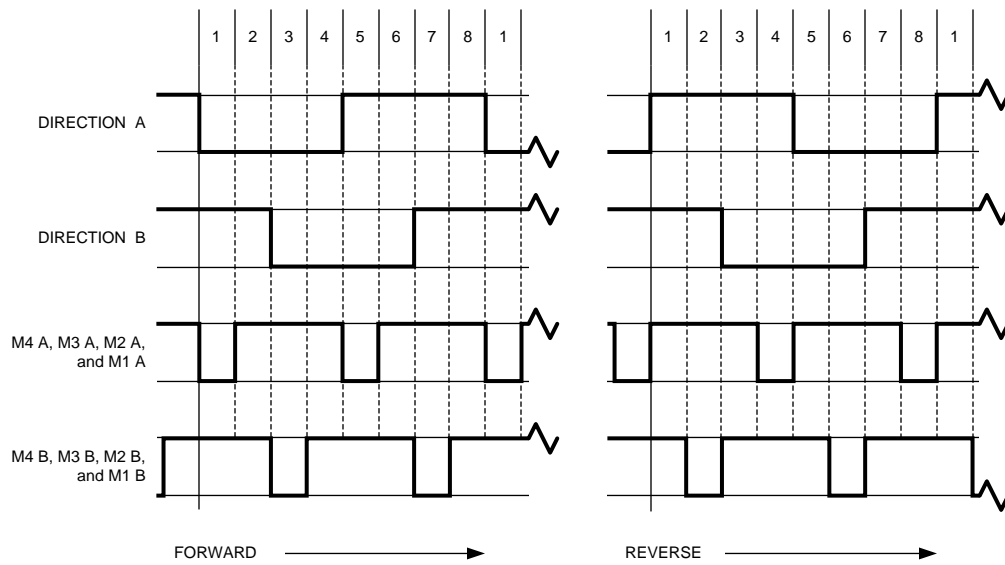 1 2 3 4 5 6 7 8 1
1 2 3 4 5 6 7 8 1
DIRECTION A
DIRECTION B
M4 A, M3 A, M2 A,
and M1 A
M4 B, M3 B, M2 B,
and M1 B
FORWARD
REVERSE